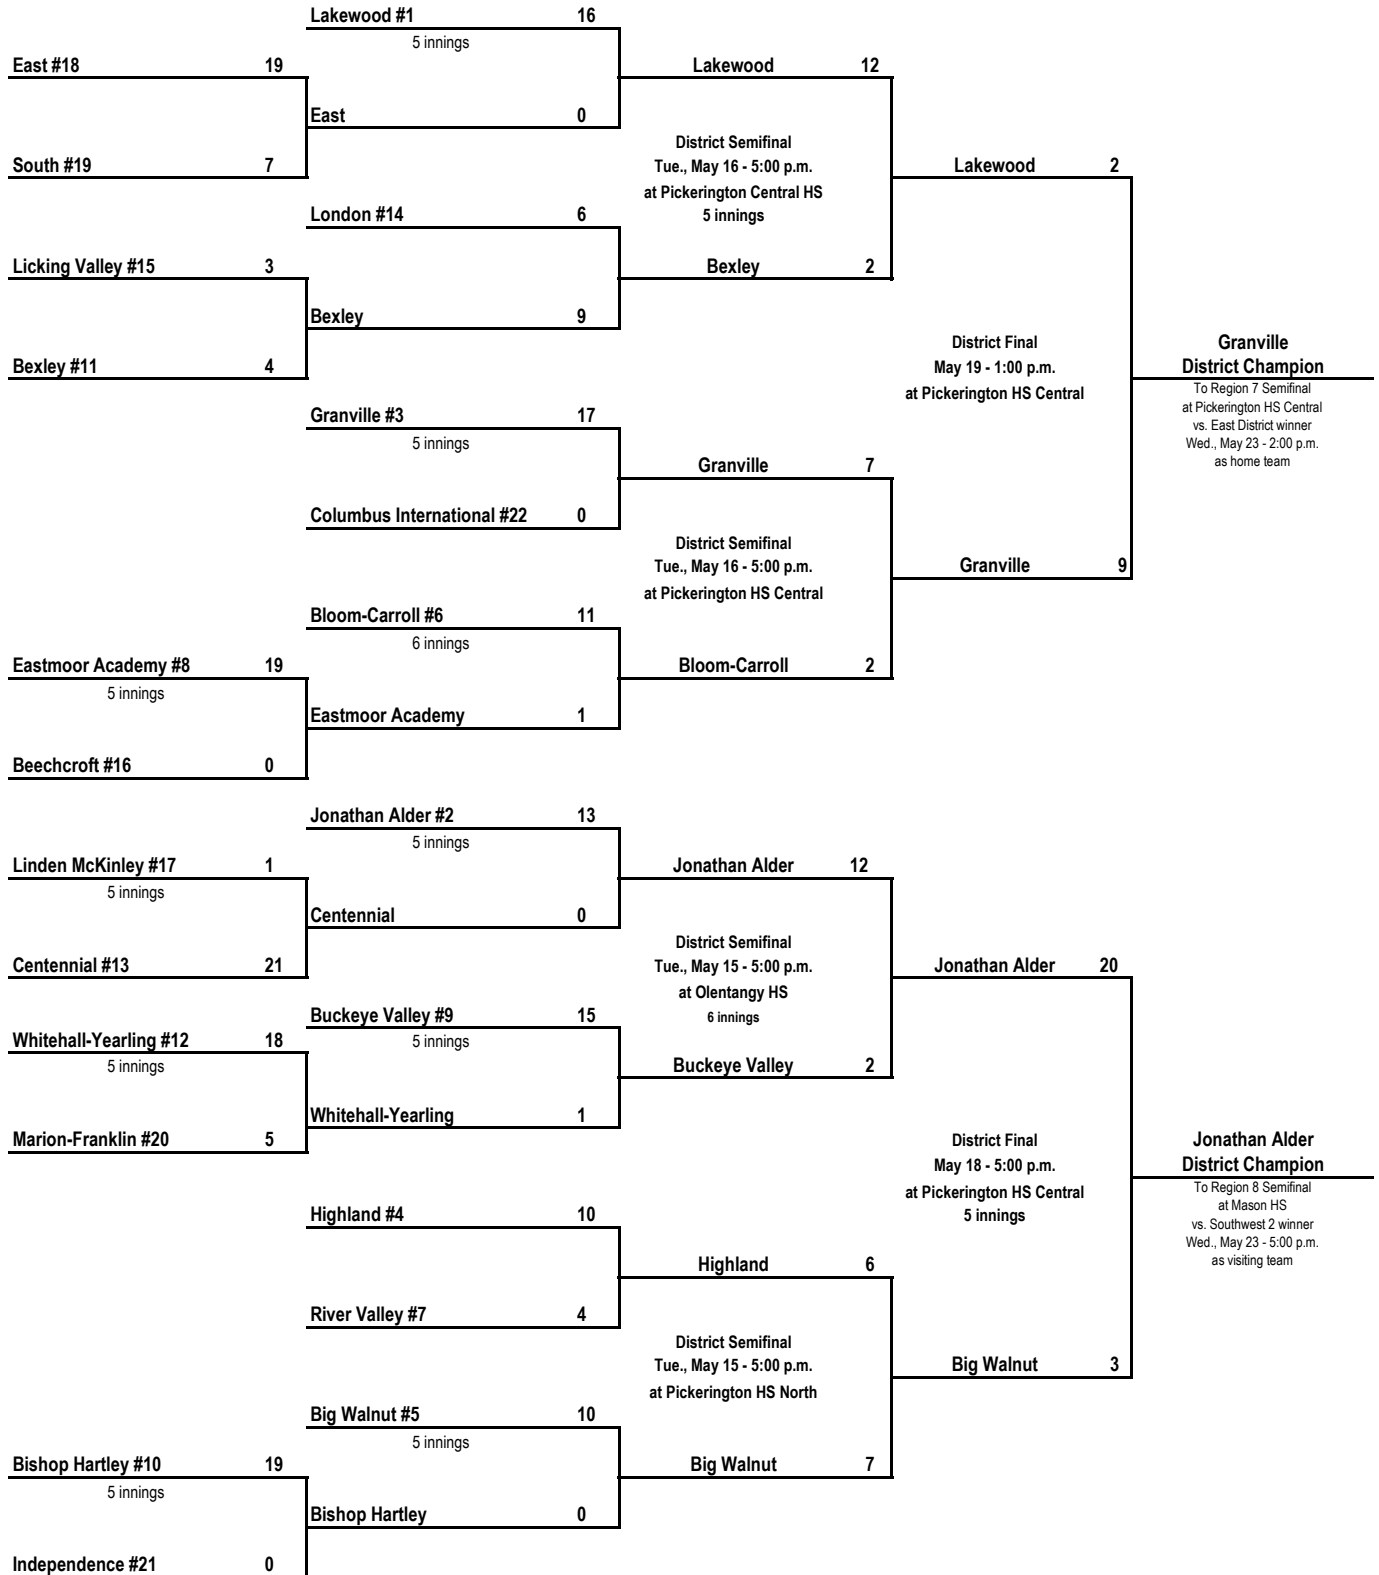 Lakewood #1 16
5 innings
East #18 19
East 0
South #19 7
Lakewood 12
District Semifinal
Tue., May 16 - 5:00 p.m.
at Pickerington Central HS
5 innings
London #14 6
Licking Valley #15 3
Bexley 9
Bexley #11 4
Bexley 2
Lakewood 2
District Final
May 19 - 1:00 p.m.
at Pickerington HS Central
Granville
District Champion
To Region 7 Semifinal
at Pickerington HS Central
vs. East District winner
Wed., May 23 - 2:00 p.m.
as home team
Granville #3 17
5 innings
Columbus International #22 0
Granville 7
District Semifinal
Tue., May 16 - 5:00 p.m.
at Pickerington HS Central
Granville 9
Bloom-Carroll #6 11
6 innings
Eastmoor Academy #8 19
5 innings
Eastmoor Academy 1
Beechcroft #16 0
Bloom-Carroll 2
Jonathan Alder #2 13
5 innings
Linden McKinley #17 1
5 innings
Centennial 0
Centennial #13 21
Jonathan Alder 12
District Semifinal
Tue., May 15 - 5:00 p.m.
at Olentangy HS
6 innings
Jonathan Alder 20
Buckeye Valley #9 15
5 innings
Whitehall-Yearling #12 18
5 innings
Whitehall-Yearling 1
Marion-Franklin #20 5
Buckeye Valley 2
District Final
May 18 - 5:00 p.m.
at Pickerington HS Central
5 innings
Jonathan Alder
District Champion
To Region 8 Semifinal
at Mason HS
vs. Southwest 2 winner
Wed., May 23 - 5:00 p.m.
as visiting team
Highland #4 10
River Valley #7 4
Highland 6
District Semifinal
Tue., May 15 - 5:00 p.m.
at Pickerington HS North
Big Walnut 3
Big Walnut #5 10
5 innings
Bishop Hartley #10 19
5 innings
Bishop Hartley 0
Independence #21 0
Big Walnut 7